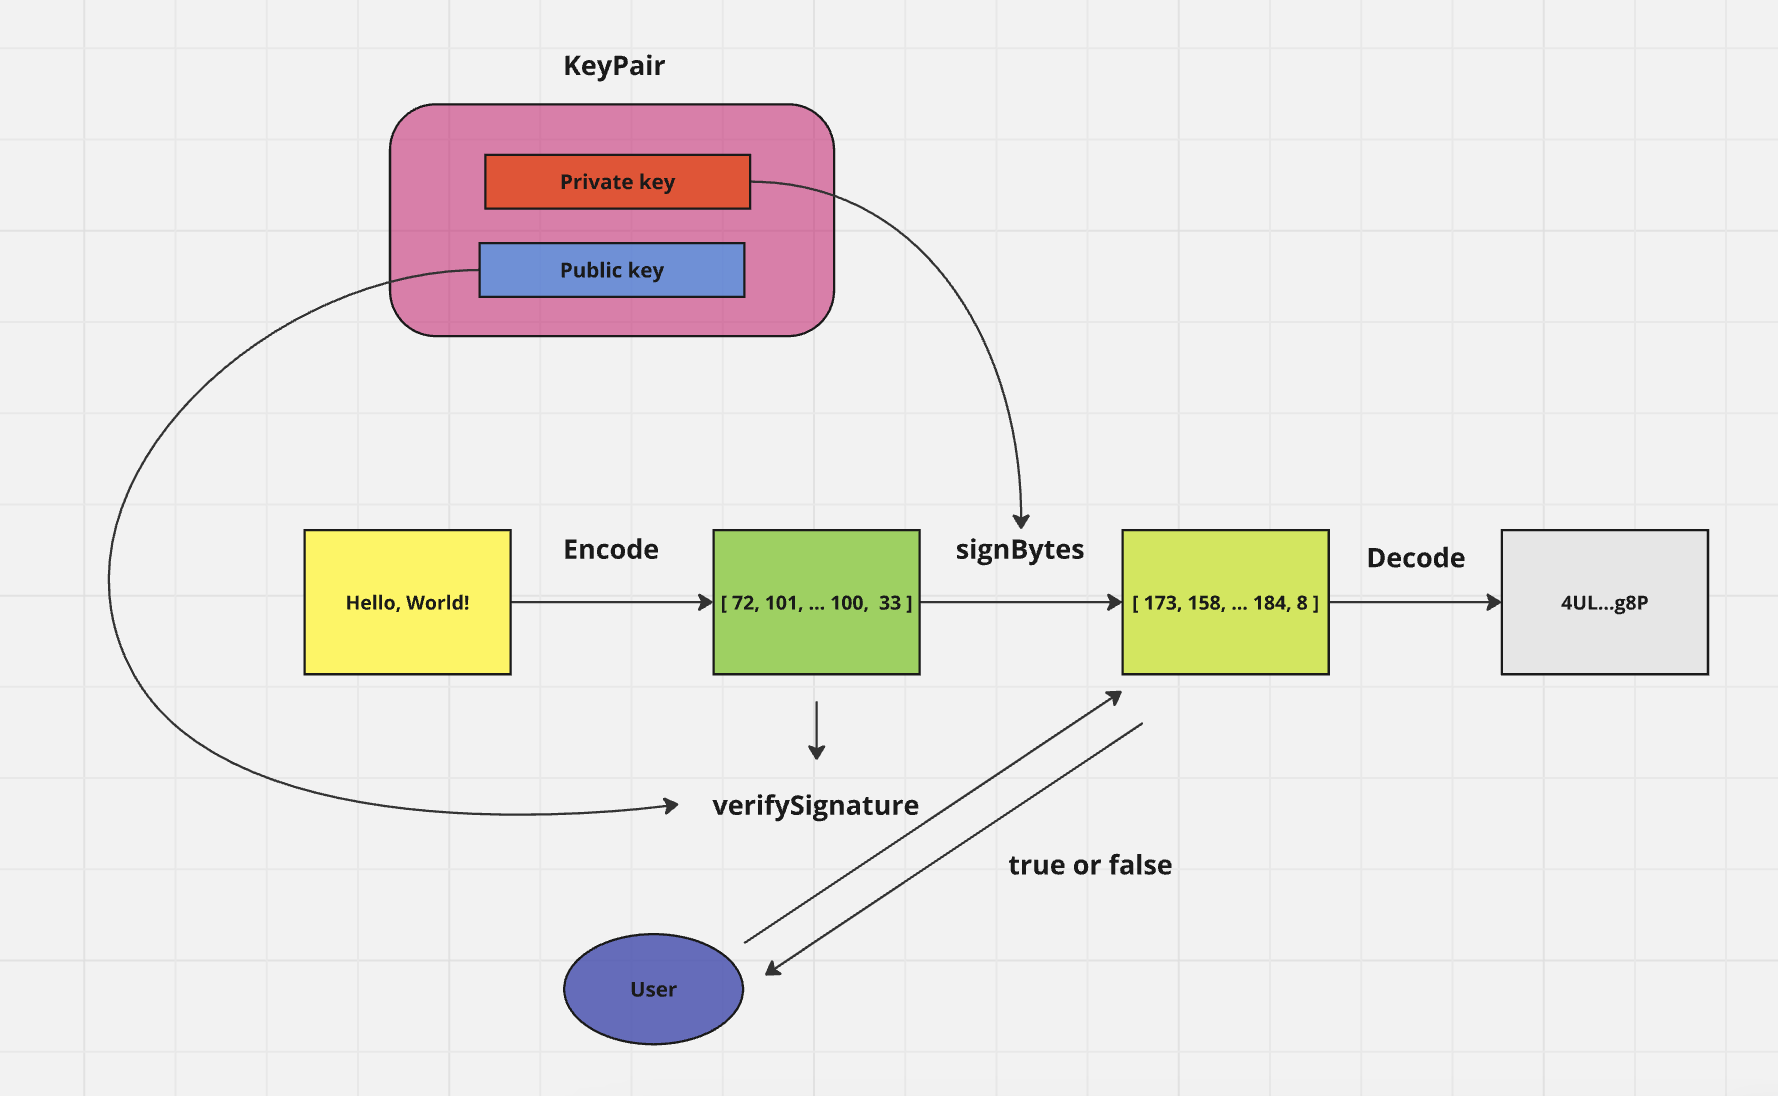 KeyPair
Private key
Public key
Encode
signBytes
Decode
Hello, World!
[ 72, 101, ... 100,  33 ]
[ 173, 158, ... 184, 8 ]
4UL...g8P
verifySignature
true or false
User